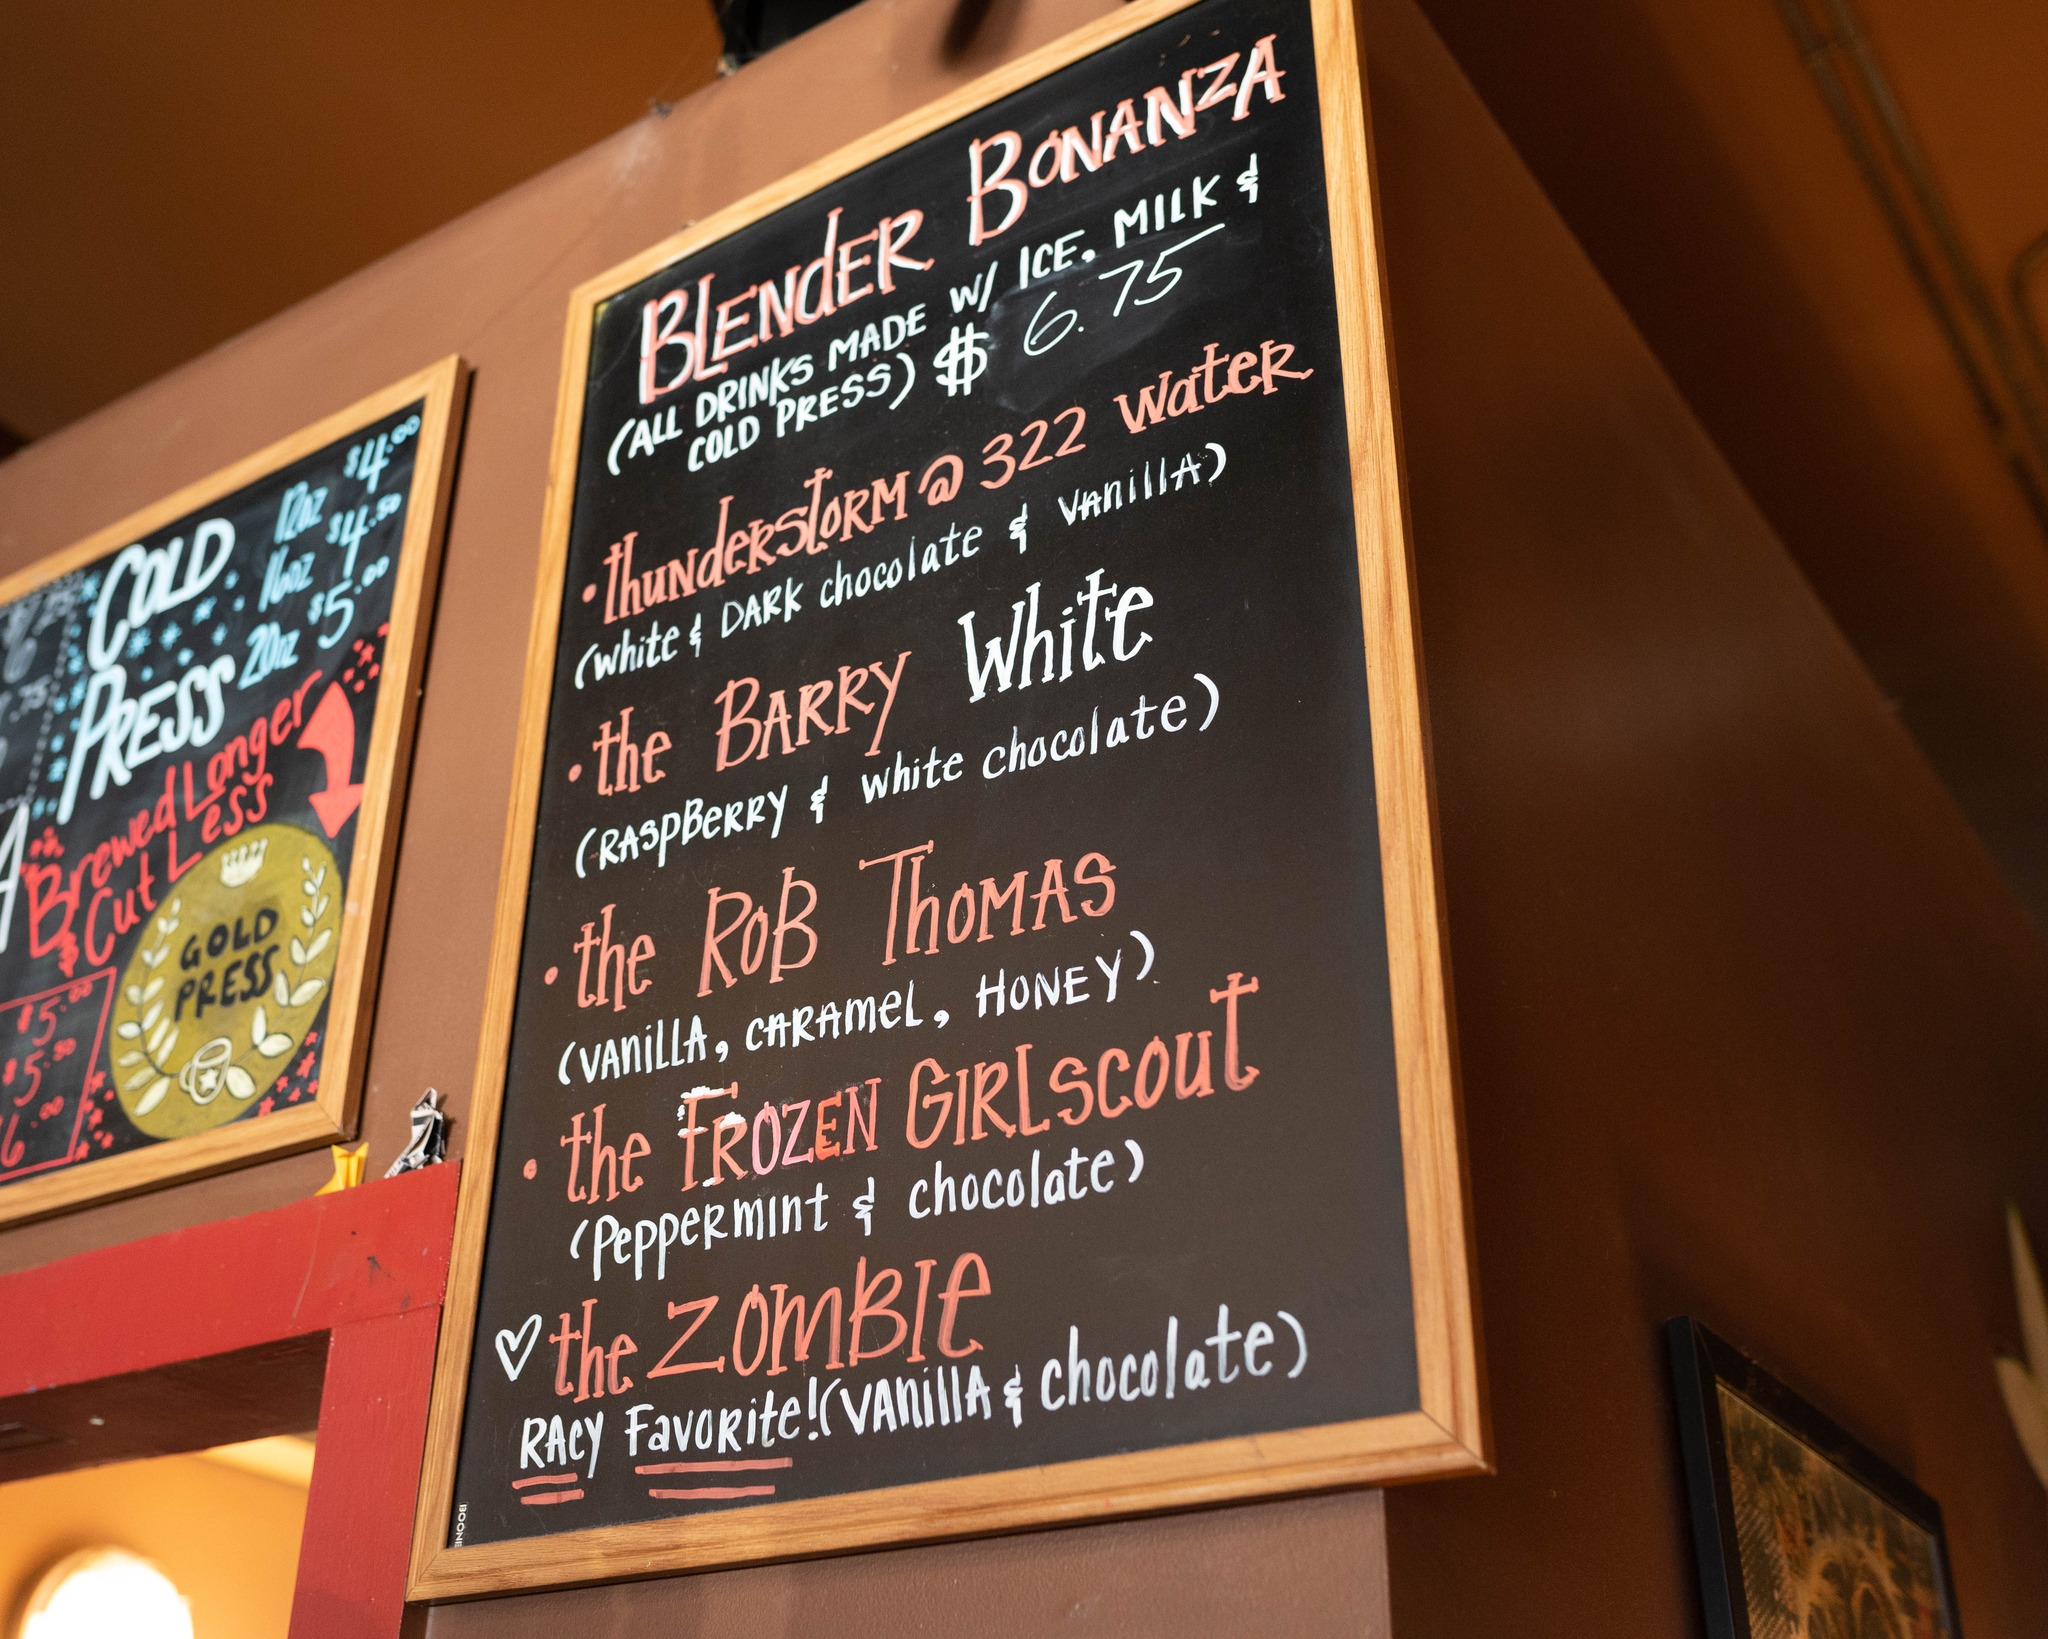 BLENDER BONANZA
(ALL DRINKS MADE W/ ICE, MILK &
COLD PRESS) $ 6.75
• thunderstorm @ 322 water
(white & DARK chocolate & vanilla)
• the BARRY White
(RaspBerry & white chocolate)
• the ROB THOMAS
(vanilla, caramel, HONEY)
• the FROZEN GIRLscout
(Peppermint & chocolate)
♡ the ZOMBIE
RACY Favorite! (vanilla & chocolate)
BOONE
COLD
PRESS
12oz $4.00
16oz $4.50
20oz $5.00
Brewed Longer
& Cut Less
GOLD
PRESS
$5.00
$5.50
6.00